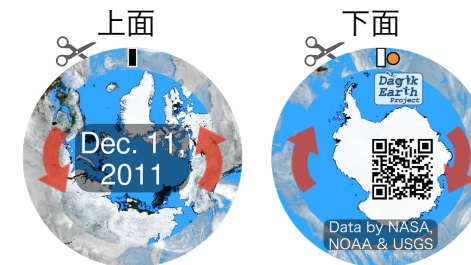 上面
下面
Dec. 11
2011
Dagik
Earth
Project
Data by NASA,
NOAA & USGS